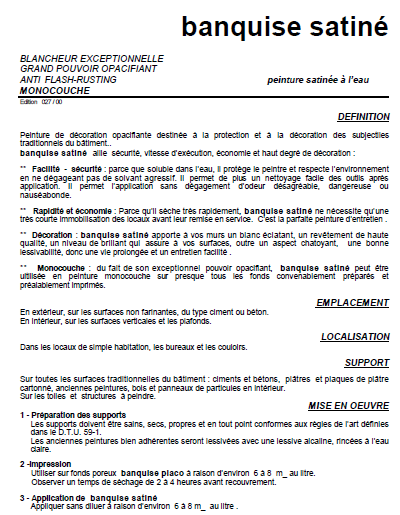 banquise satiné
BLANCHEUR EXCEPTIONNELLE
GRAND POUVOIR OPACIFIANT
ANTI FLASH-RUSTING
peinture satinée à l'eau
MONOCOUCHE
Edition 027 / 00
DEFINITION
Peinture de décoration opacifiante destinée à la protection et à la décoration des subjectiles
traditionnels du bâtiment..
banquise satiné allie sécurité, vitesse d'exécution, économie et haut degré de décoration :
** Facilité - sécurité : parce que soluble dans l'eau, il protège le peintre et respecte l'environnement
en ne dégageant pas de solvant agressif. Il permet de plus un nettoyage facile des outils après
application. Il permet l'application sans dégagement d'odeur désagréable, dangereuse ou
nauséabonde.
** Rapidité et économie : Parce qu'il sèche très rapidement, banquise satiné ne nécessite qu'une
très courte immobilisation des locaux avant leur remise en service. C'est la parfaite peinture d'entretien .
** Décoration : banquise satiné apporte à vos murs un blanc éclatant, un revêtement de haute
qualité, un niveau de brillant qui assure à vos surfaces, outre un aspect chatoyant, une bonne
lessivabilité, donc une vie prolongée et un entretien facilité .
** Monocouche : du fait de son exceptionnel pouvoir opacifiant, banquise satiné peut être
utilisée en peinture monocouche sur presque tous les fonds convenablement préparés et
préalablement imprimés.
EMPLACEMENT
En extérieur, sur les surfaces non farinantes, du type ciment ou béton.
En intérieur, sur les surfaces verticales et les plafonds.
LOCALISATION
Dans les locaux de simple habitation, les bureaux et les couloirs.
SUPPORT
Sur toutes les surfaces traditionnelles du bâtiment : ciments et bétons, plâtres et plaques de plâtre
cartonné, anciennes peintures, bois et panneaux de particules en intérieur.
Sur les toiles et structures à peindre.
MISE EN OEUVRE
1 - Préparation des supports
Les supports doivent être sains, secs, propres et en tout point conformes aux règles de l'art définies
dans le D.T.U. 59-1.
Les anciennes peintures bien adhérentes seront lessivées avec une lessive alcaline, rincées à l'eau
claire.
2 -Impression
Utiliser sur fonds poreux banquise placo à raison d'environ 6 à 8 m_ au litre.
Observer un temps de séchage de 2 à 4 heures avant recouvrement.
3 - Application de banquise satiné
Appliquer sans diluer à raison d'environ 6 à 8 m_ au litre .